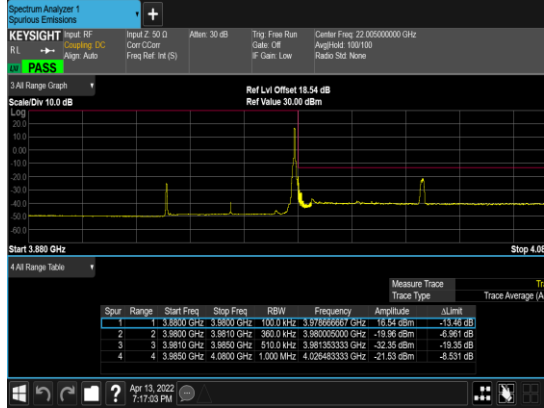 Spectrum Analyzer 1
Spurious Emissions
KEYSIGHT
Input: RF
Coupling: DC
Align: Auto
Input Z: 50 Ω
Corr CCorr
Freq Ref: Int (S)
Atten: 30 dB
Trig: Free Run
Gate: Off
IF Gain: Low
Center Freq: 22.005000000 GHz
Avg|Hold: 100/100
Radio Std: None
R L
PASS
3 All Range Graph
Ref Lvl Offset 18.54 dB
Scale/Div 10.0 dB
Ref Value 30.00 dBm
Log
20.0
10.0
0.00
-10.0
-20.0
-30.0
-40.0
-50.0
-60.0
Start 3.880 GHz
Stop 4.08
4 All Range Table
Measure Trace
Trace Type
Trace Average (A
Spur Range Start Freq Stop Freq RBW Frequency Amplitude ΔLimit
1 1 3.8800 GHz 3.9800 GHz 100.0 kHz 3.978666667 GHz 16.54 dBm -13.46 dB
2 2 3.9800 GHz 3.9810 GHz 360.0 kHz 3.980005000 GHz -19.96 dBm -6.961 dB
3 3 3.9810 GHz 3.9850 GHz 510.0 kHz 3.981353333 GHz -32.35 dBm -19.35 dB
4 4 3.9850 GHz 4.0800 GHz 1.000 MHz 4.026483333 GHz -21.53 dBm -8.531 dB
Apr 13, 2022
7:17:03 PM